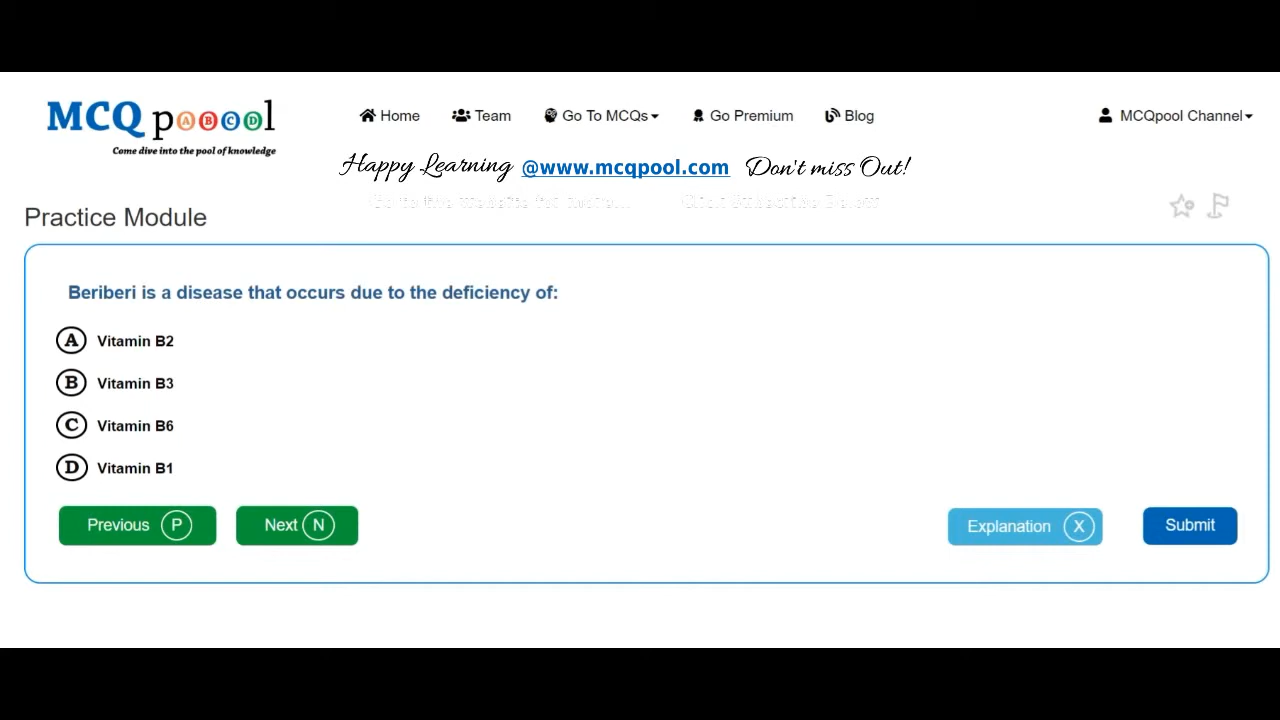 MCQ pooool
Come dive into the pool of knowledge
Home Team Go To MCQs Go Premium Blog MCQpool Channel
Happy Learning @www.mcqpool.com Don't miss Out!
Practice Module
Beriberi is a disease that occurs due to the deficiency of:
A Vitamin B2
B Vitamin B3
C Vitamin B6
D Vitamin B1
Previous P Next N Explanation X Submit